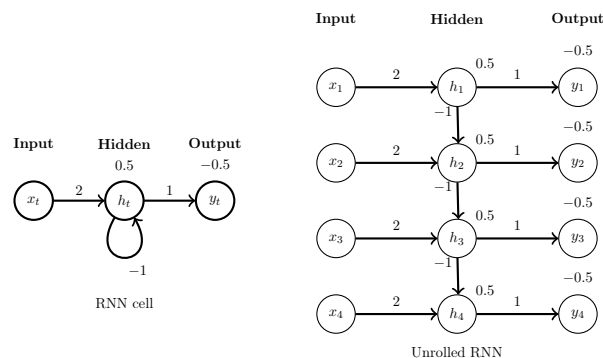 Input Hidden Output
0.5 −0.5
x_t 2 h_t 1 y_t
−1
RNN cell
Input Hidden Output
−0.5
0.5
x_1 2 h_1 1 y_1
−1
−0.5
0.5
x_2 2 h_2 1 y_2
−1
−0.5
0.5
x_3 2 h_3 1 y_3
−1
−0.5
0.5
x_4 2 h_4 1 y_4
Unrolled RNN